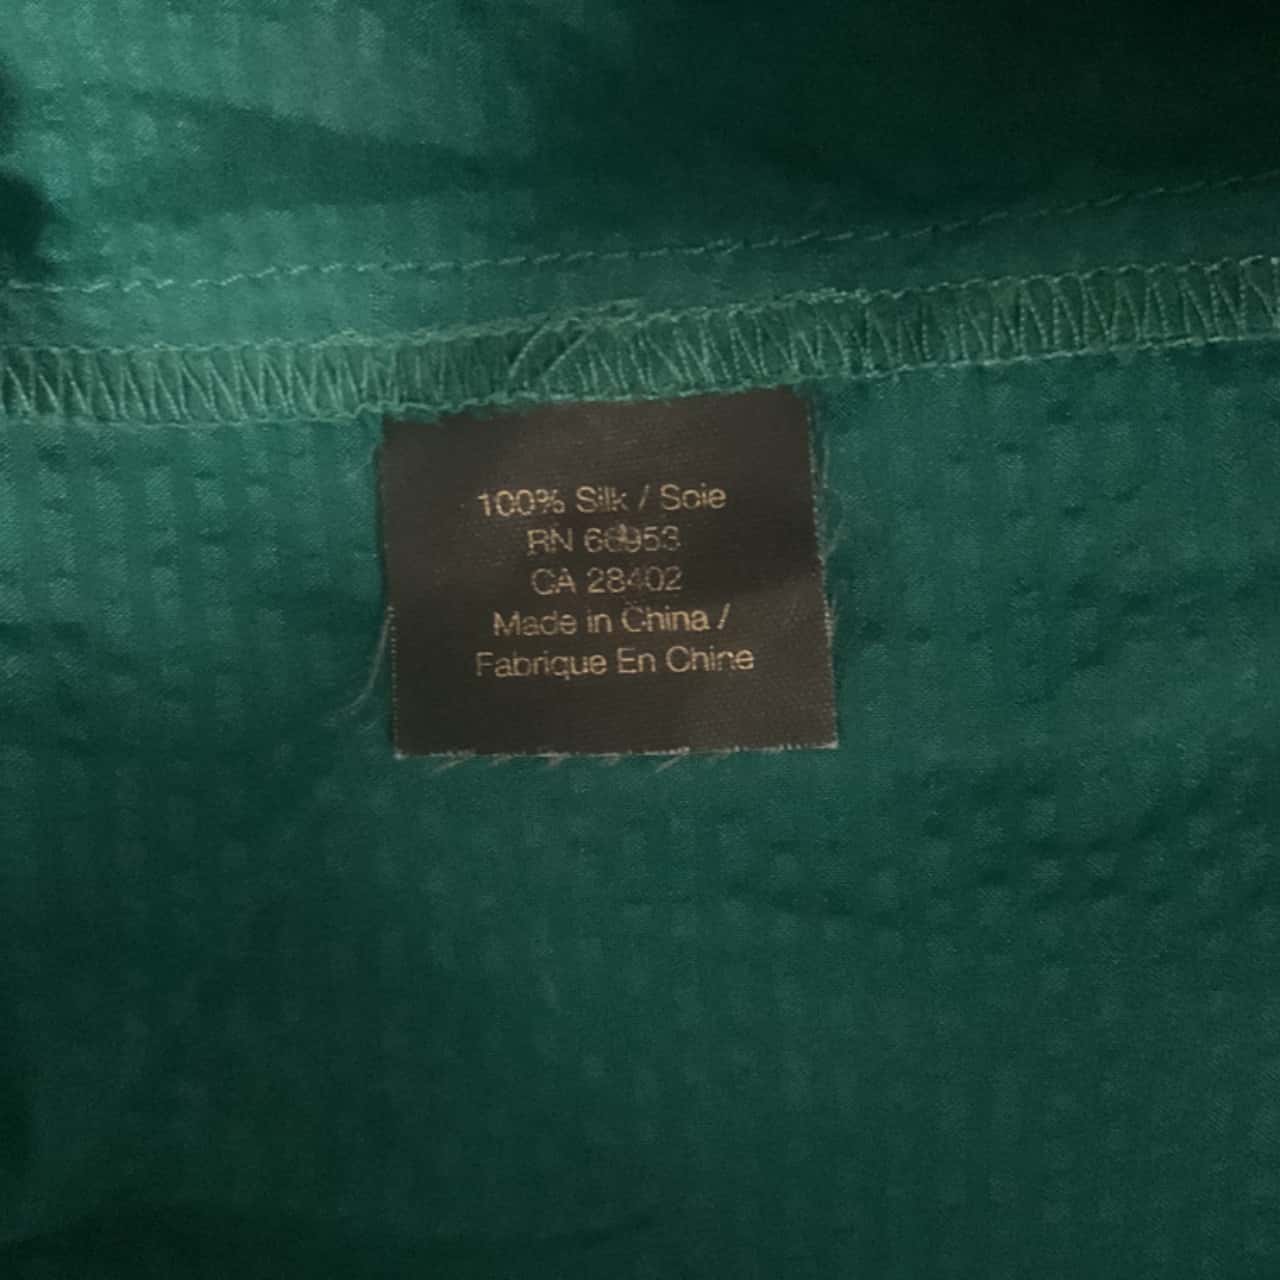 100% Silk / Soie
RN 66953
CA 28402
Made in China /
Fabrique En Chine